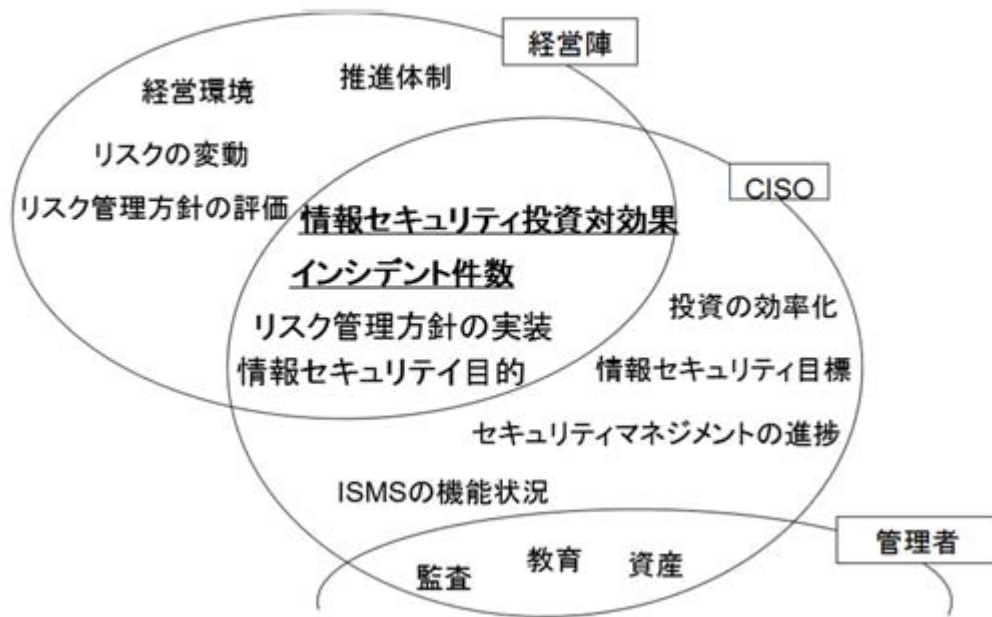 経営陣
経営環境
推進体制
リスクの変動
CISO
リスク管理方針の評価
情報セキュリティ投資対効果
インシデント件数
投資の効率化
リスク管理方針の実装
情報セキュリテイ目的
情報セキュリティ目標
セキュリティマネジメントの進捗
ISMSの機能状況
管理者
監査
教育
資産